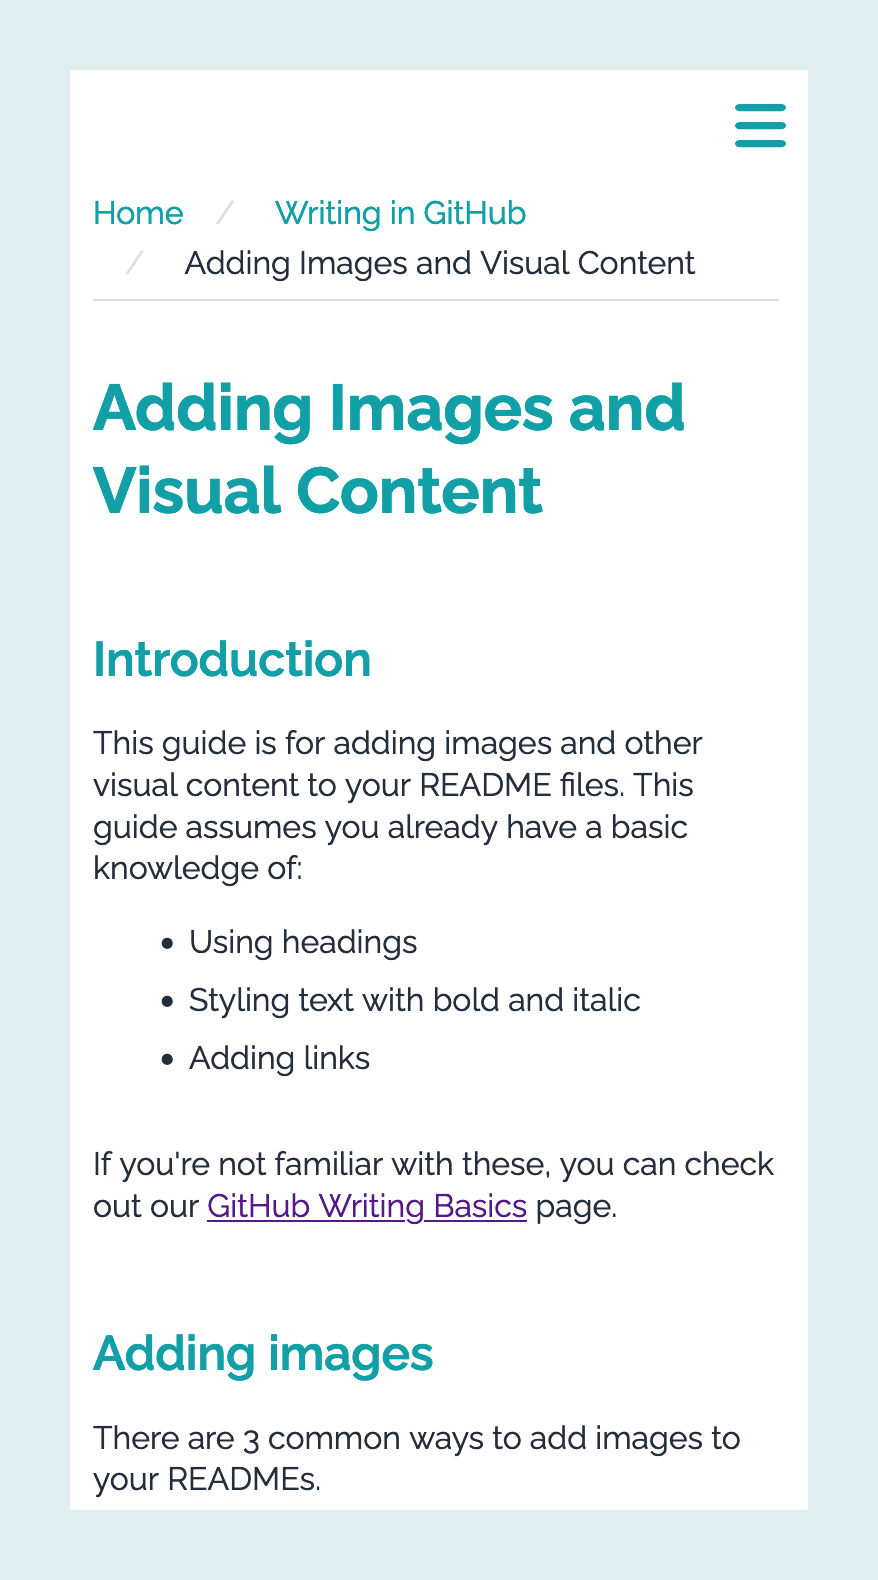 Home / Writing in GitHub
/ Adding Images and Visual Content
Adding Images and
Visual Content
Introduction
This guide is for adding images and other
visual content to your README files. This
guide assumes you already have a basic
knowledge of:
• Using headings
• Styling text with bold and italic
• Adding links
If you're not familiar with these, you can check
out our GitHub Writing Basics page.
Adding images
There are 3 common ways to add images to
your READMEs.